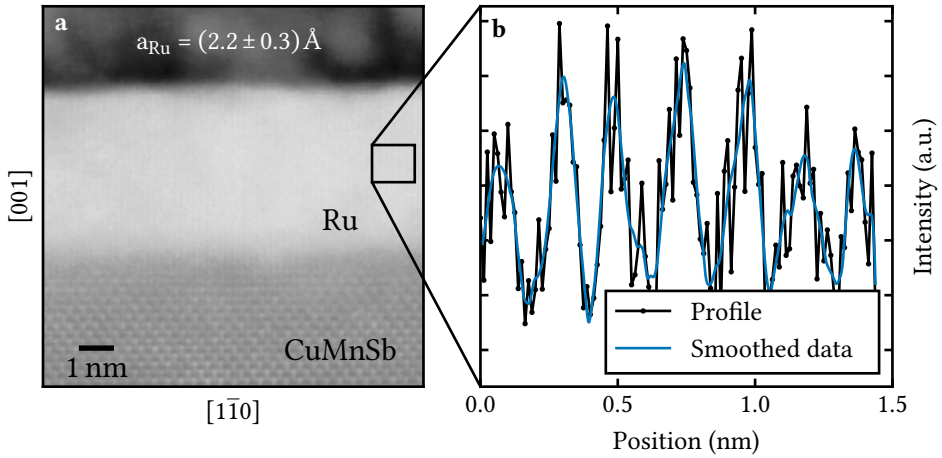 a
a_Ru = (2.2 ± 0.3) Å
[001]
Ru
CuMnSb
1 nm
[11̅0]
b
Intensity (a.u.)
Profile
Smoothed data
0.0 0.5 1.0 1.5
Position (nm)